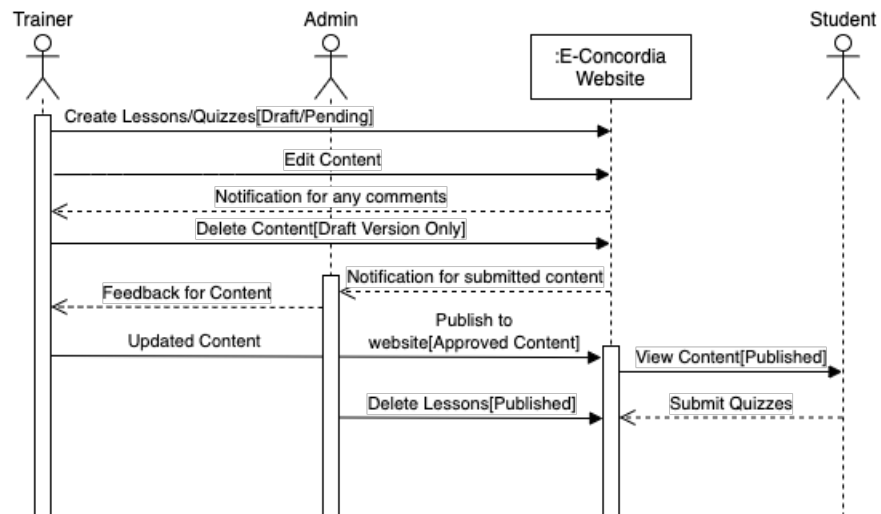 Trainer
Admin
Student
:E-Concordia
Website
Create Lessons/Quizzes[Draft/Pending]
Edit Content
Notification for any comments
Delete Content[Draft Version Only]
Notification for submitted content
Feedback for Content
Publish to
Updated Content
website[Approved Content]
View Content[Published]
Delete Lessons[Published]
Submit Quizzes